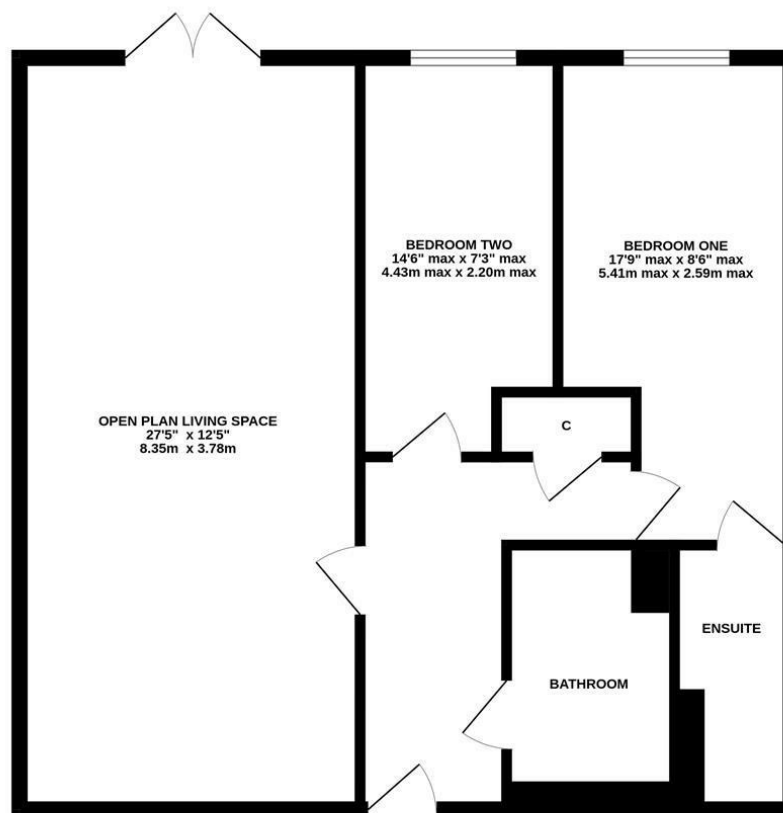 BEDROOM TWO
14'6" max x 7'3" max
4.43m max x 2.20m max
BEDROOM ONE
17'9" max x 8'6" max
5.41m max x 2.59m max
OPEN PLAN LIVING SPACE
27'5" x 12'5"
8.35m x 3.78m
C
ENSUITE
BATHROOM